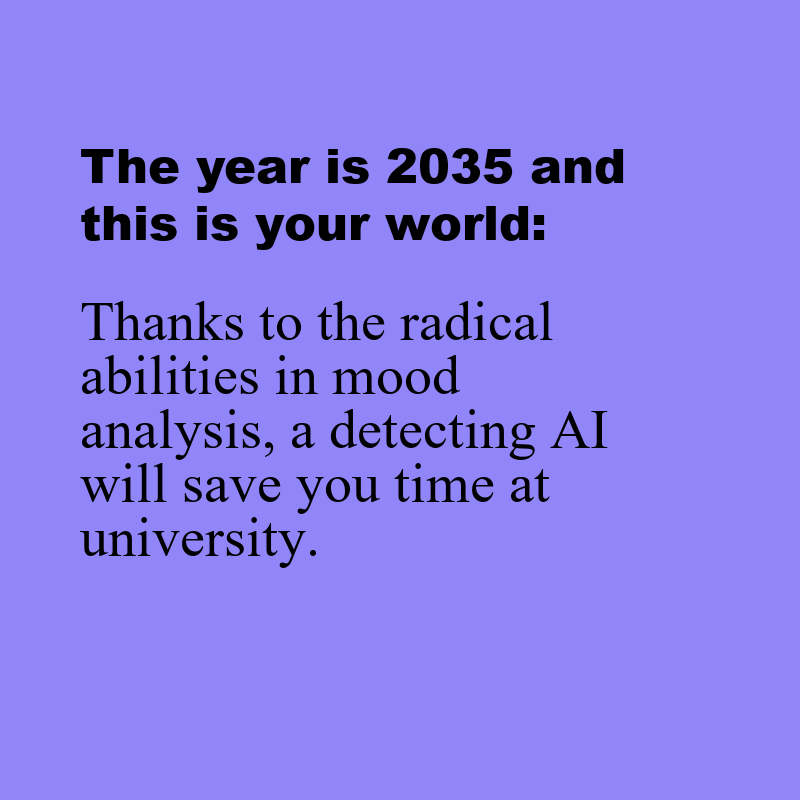 The year is 2035 and
this is your world:
Thanks to the radical
abilities in mood
analysis, a detecting AI
will save you time at
university.